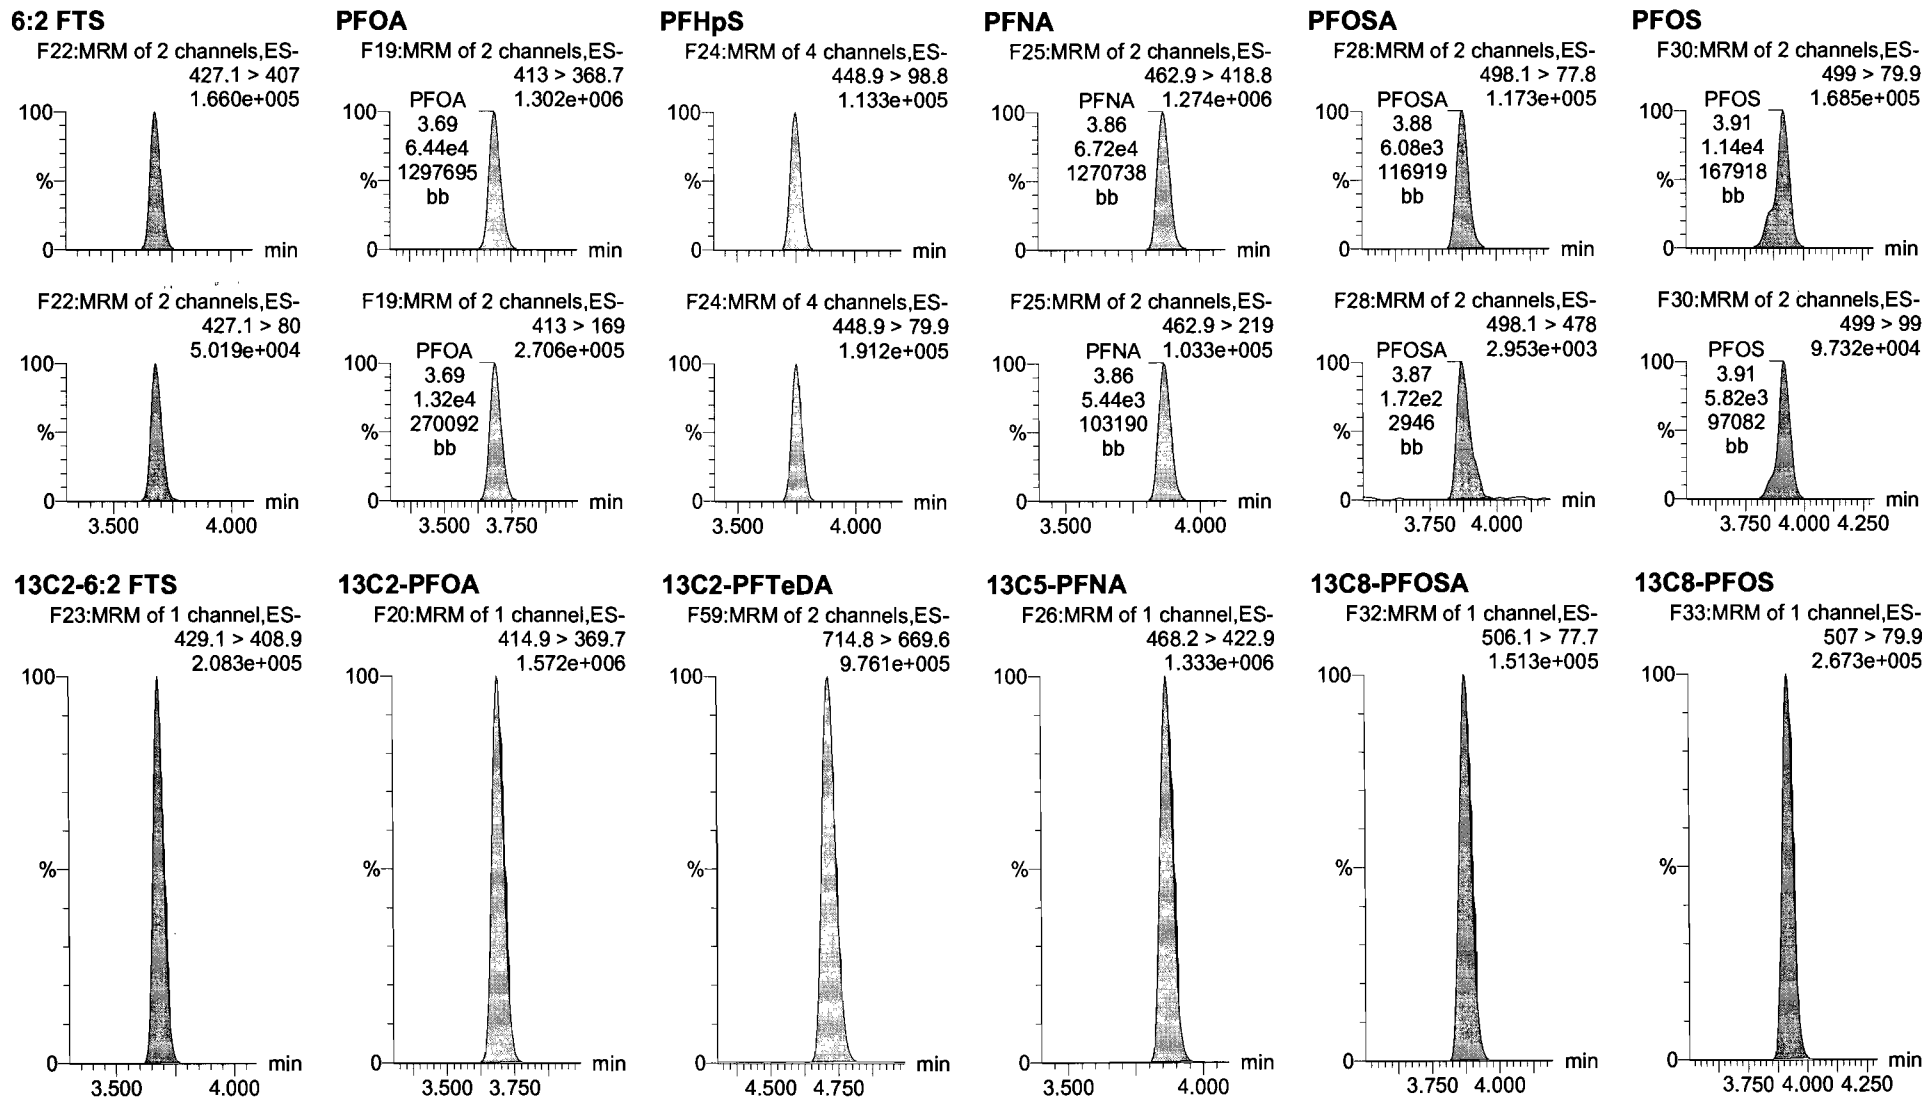 6:2 FTS
F22:MRM of 2 channels,ES-
427.1 > 407
1.660e+005
100
%
0
min
PFOA
F19:MRM of 2 channels,ES-
413 > 368.7
1.302e+006
PFOA
3.69
6.44e4
1297695
bb
100
%
0
min
PFHpS
F24:MRM of 4 channels,ES-
448.9 > 98.8
1.133e+005
100
%
0
min
PFNA
F25:MRM of 2 channels,ES-
462.9 > 418.8
1.274e+006
PFNA
3.86
6.72e4
1270738
bb
100
%
0
min
PFOSA
F28:MRM of 2 channels,ES-
498.1 > 77.8
1.173e+005
PFOSA
3.88
6.08e3
116919
bb
100
%
0
min
PFOS
F30:MRM of 2 channels,ES-
499 > 79.9
1.685e+005
PFOS
3.91
1.14e4
167918
bb
100
%
0
min
F22:MRM of 2 channels,ES-
427.1 > 80
5.019e+004
100
%
0
min
3.500 4.000
F19:MRM of 2 channels,ES-
413 > 169
2.706e+005
PFOA
3.69
1.32e4
270092
bb
100
%
0
min
3.500 3.750
F24:MRM of 4 channels,ES-
448.9 > 79.9
1.912e+005
100
%
0
min
3.500 4.000
F25:MRM of 2 channels,ES-
462.9 > 219
1.033e+005
PFNA
3.86
5.44e3
103190
bb
100
%
0
min
3.500 4.000
F28:MRM of 2 channels,ES-
498.1 > 478
2.953e+003
PFOSA
3.87
1.72e2
2946
bb
100
%
0
min
3.750 4.000
F30:MRM of 2 channels,ES-
499 > 99
9.732e+004
PFOS
3.91
5.82e3
97082
bb
100
%
0
min
3.750 4.000 4.250
13C2-6:2 FTS
F23:MRM of 1 channel,ES-
429.1 > 408.9
2.083e+005
100
%
0
min
3.500 4.000
13C2-PFOA
F20:MRM of 1 channel,ES-
414.9 > 369.7
1.572e+006
100
%
0
min
3.500 3.750
13C2-PFTeDA
F59:MRM of 2 channels,ES-
714.8 > 669.6
9.761e+005
100
%
0
min
4.500 4.750
13C5-PFNA
F26:MRM of 1 channel,ES-
468.2 > 422.9
1.333e+006
100
%
0
min
3.500 4.000
13C8-PFOSA
F32:MRM of 1 channel,ES-
506.1 > 77.7
1.513e+005
100
%
0
min
3.750 4.000
13C8-PFOS
F33:MRM of 1 channel,ES-
507 > 79.9
2.673e+005
100
%
0
min
3.750 4.000 4.250